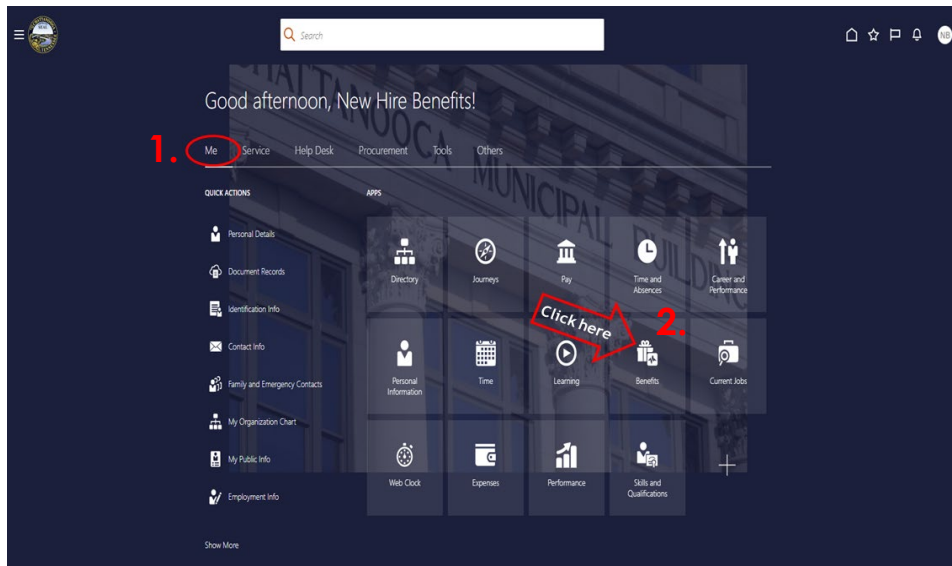 Search
NB
CHATTANOOGA MUNICIPAL BUILDING
Good afternoon, New Hire Benefits!
1.
Me
Service
Help Desk
Procurement
Tools
Others
QUICK ACTIONS
Personal Details
Document Records
Identification Info
Contact Info
Family and Emergency Contacts
My Organization Chart
My Public Info
Employment Info
Show More
APPS
Directory
Journeys
Pay
Time and
Absences
Career and
Performance
Click here
2.
Personal
Information
Time
Learning
Benefits
Current Jobs
Web Clock
Expenses
Performance
Skills and
Qualifications